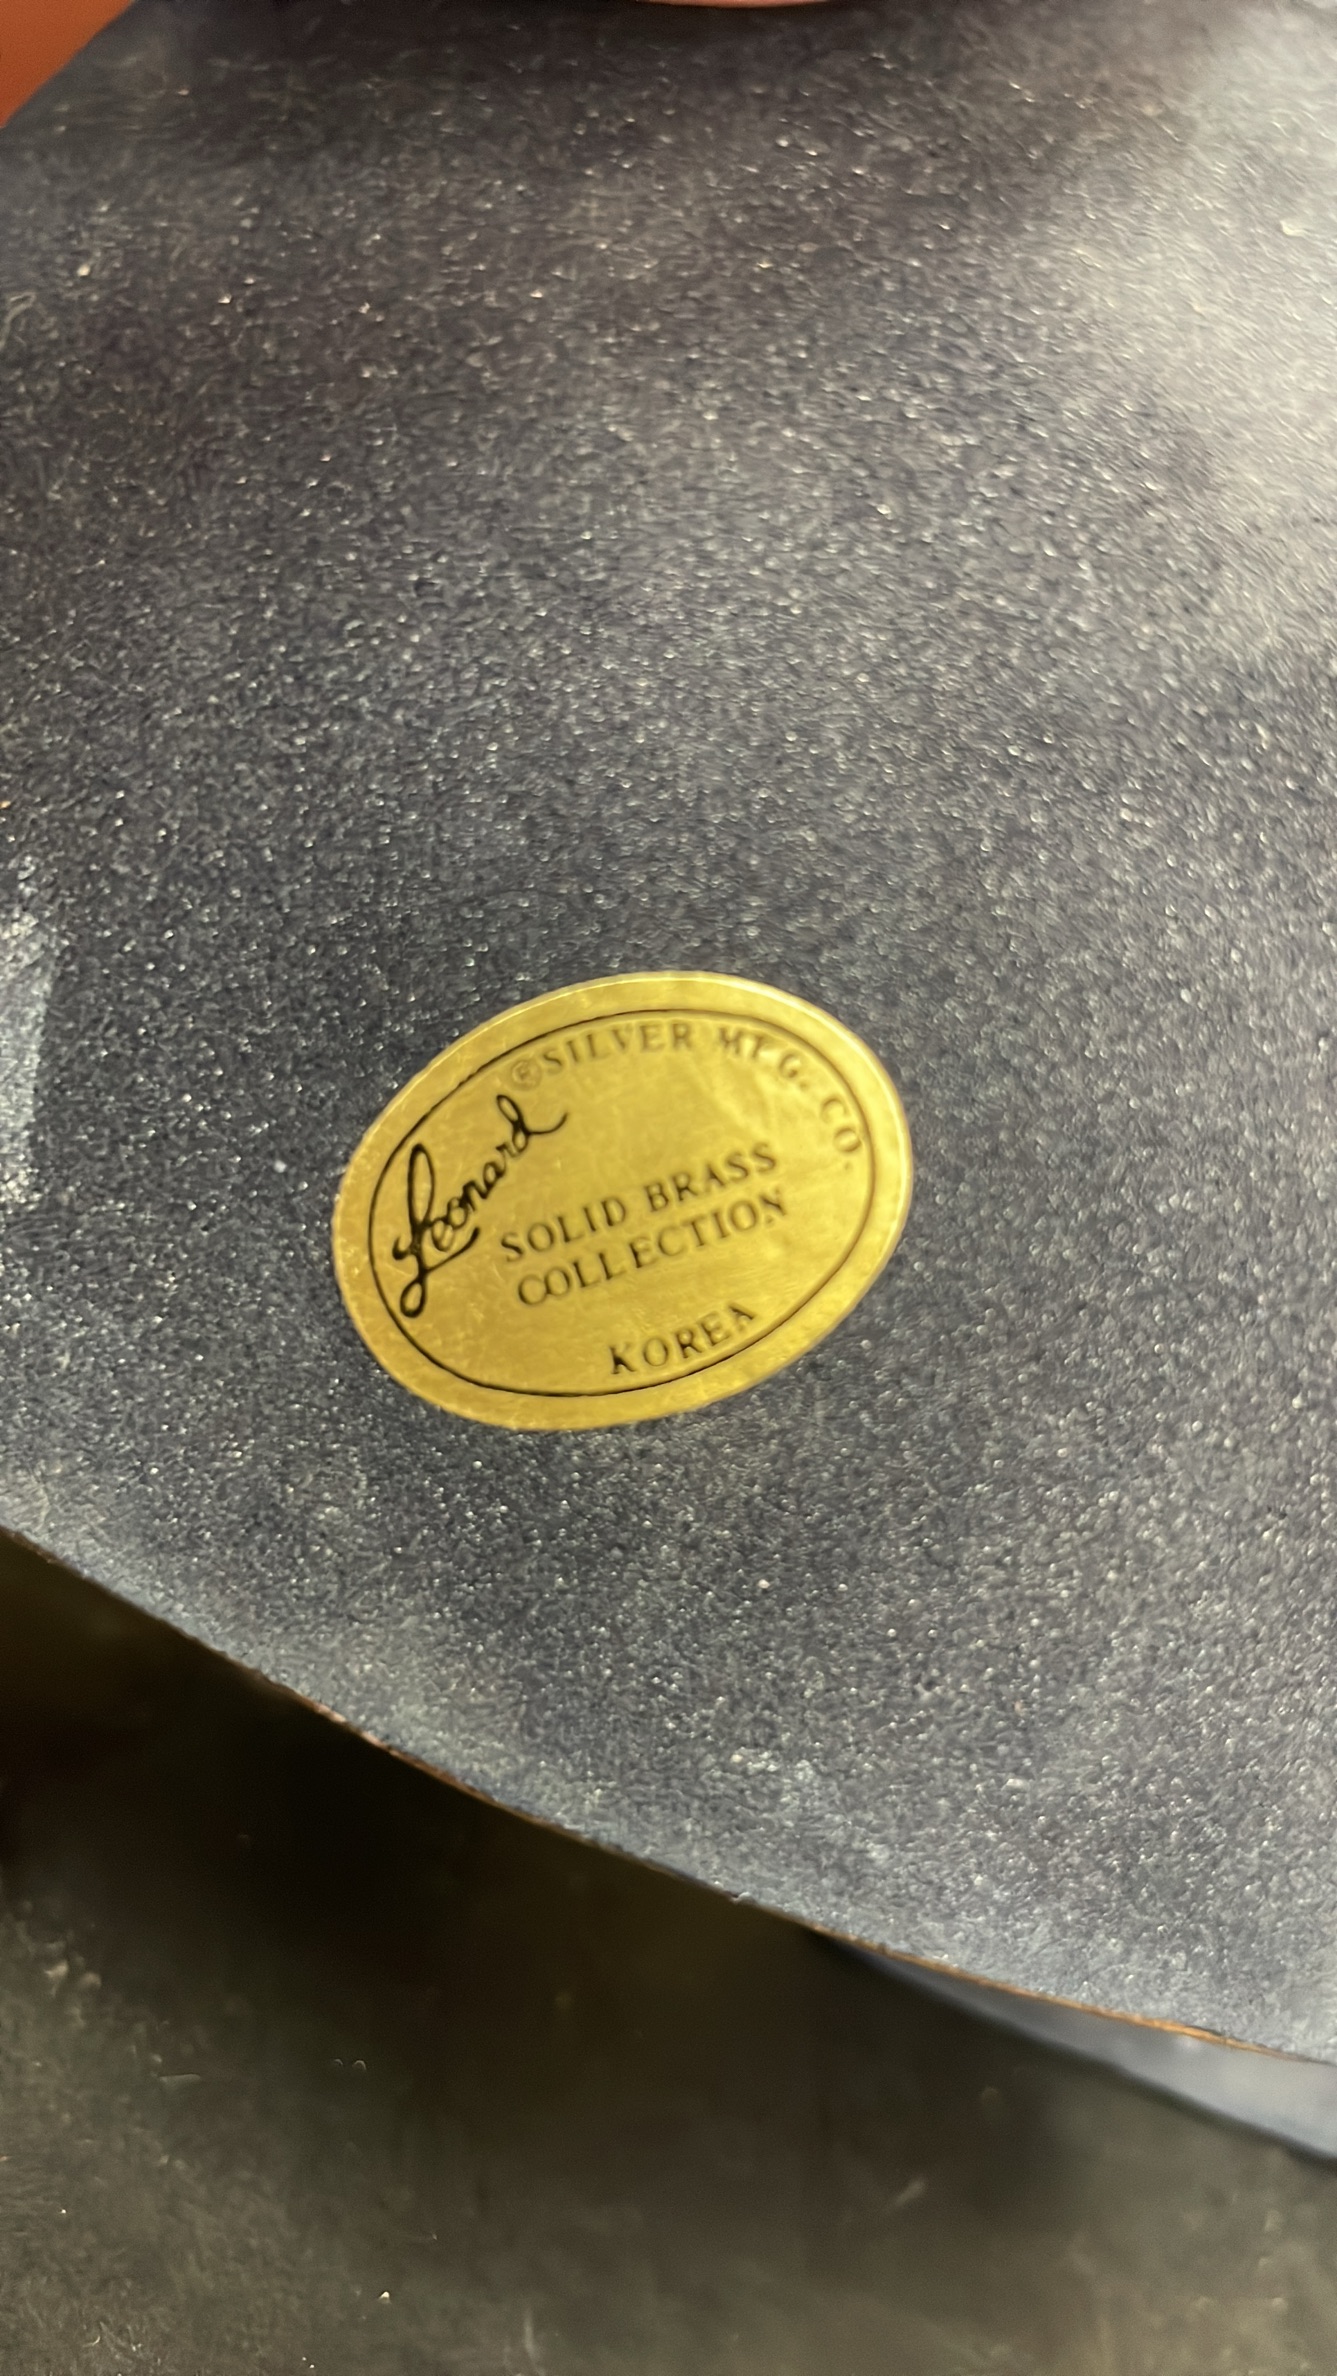 Leonard
®SILVER MFG. CO.
SOLID BRASS
COLLECTION
KOREA